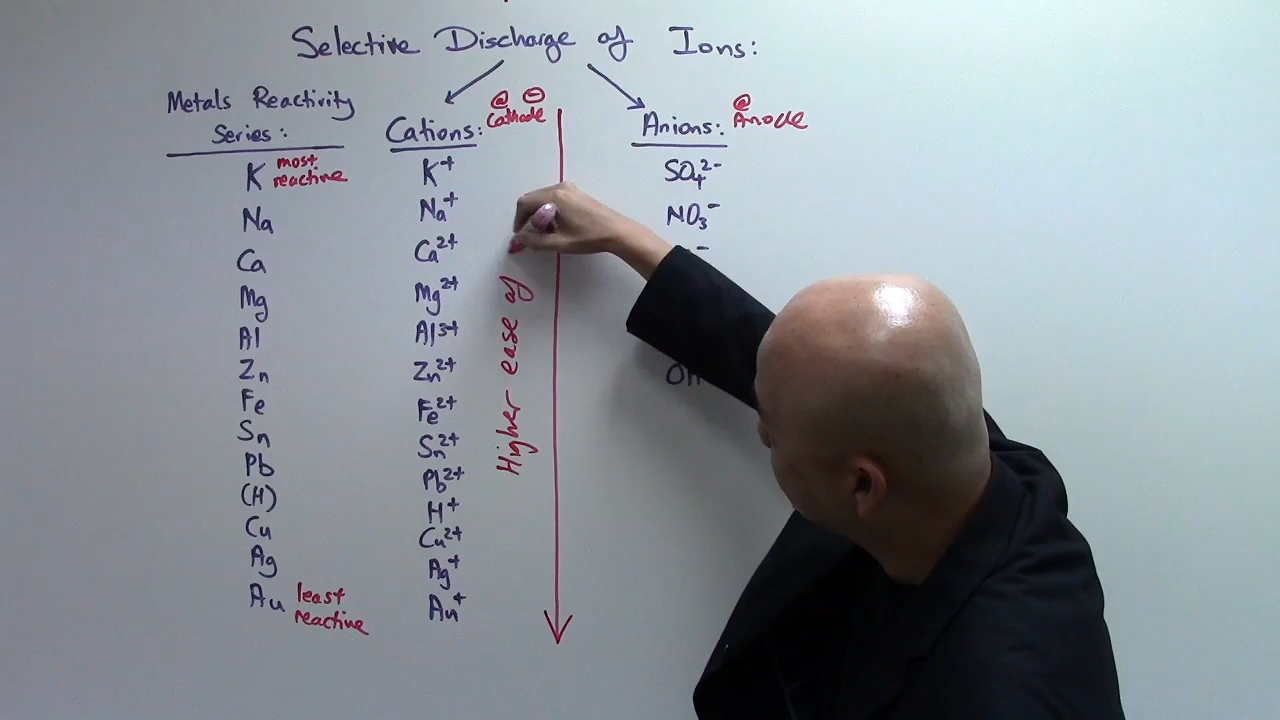 Selective Discharge of Ions:
Metals Reactivity
Series:
K most
reactive
Na
Ca
Mg
Al
Zn
Fe
Sn
Pb
(H)
Cu
Ag
Au least
reactive
Cations: @ ⊖
Cathode
K⁺
Na⁺
Ca²⁺
Mg²⁺
Al³⁺
Zn²⁺
Fe²⁺
Sn²⁺
Pb²⁺
H⁺
Cu²⁺
Ag⁺
Au⁺
Higher ease of
Anions: @
Anode
SO₄²⁻
NO₃⁻